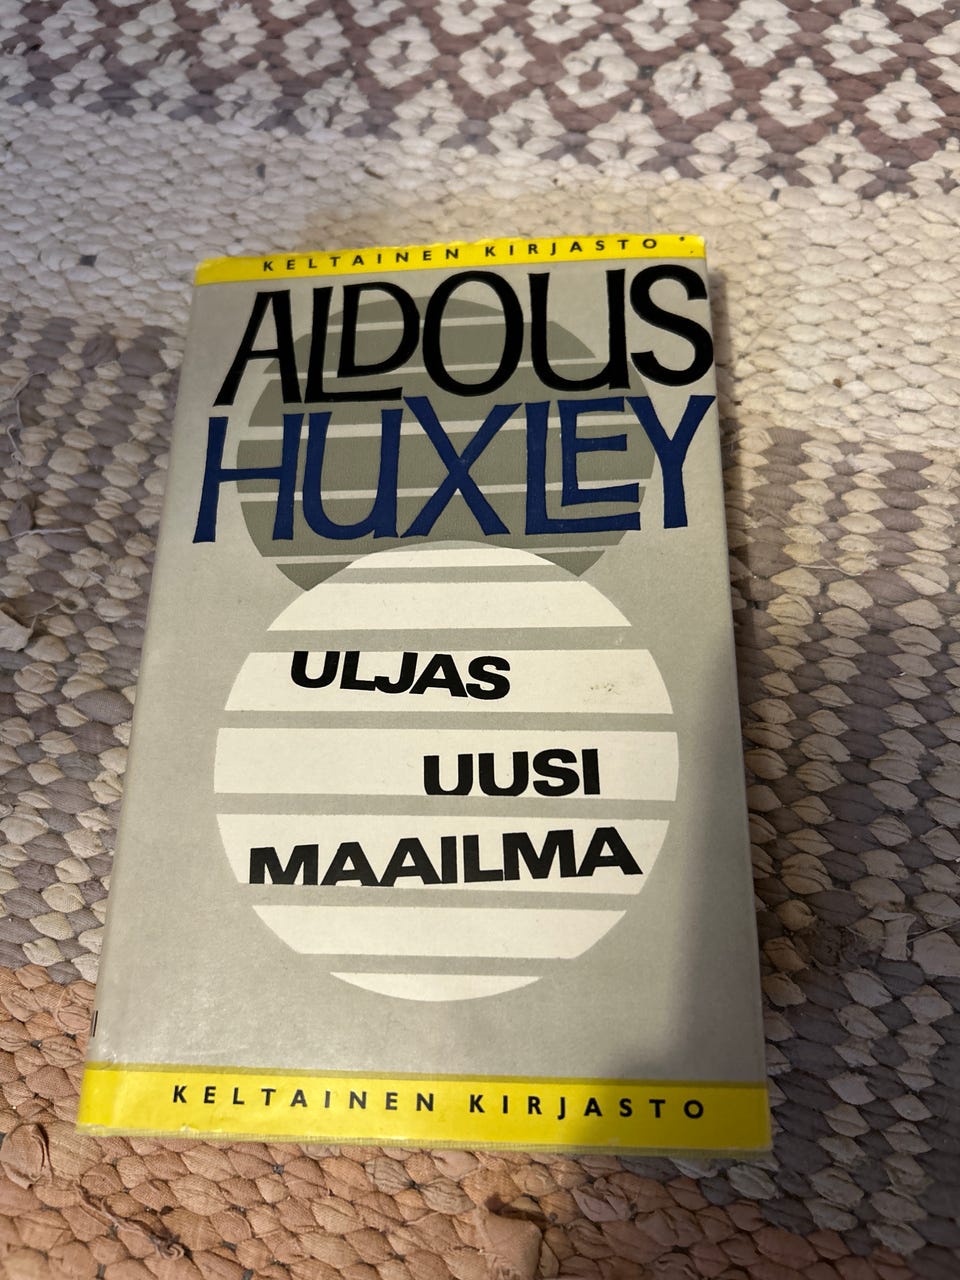 KELTAINEN KIRJASTO
ALDOUS
HUXLEY
ULJAS
UUSI
MAAILMA
KELTAINEN KIRJASTO